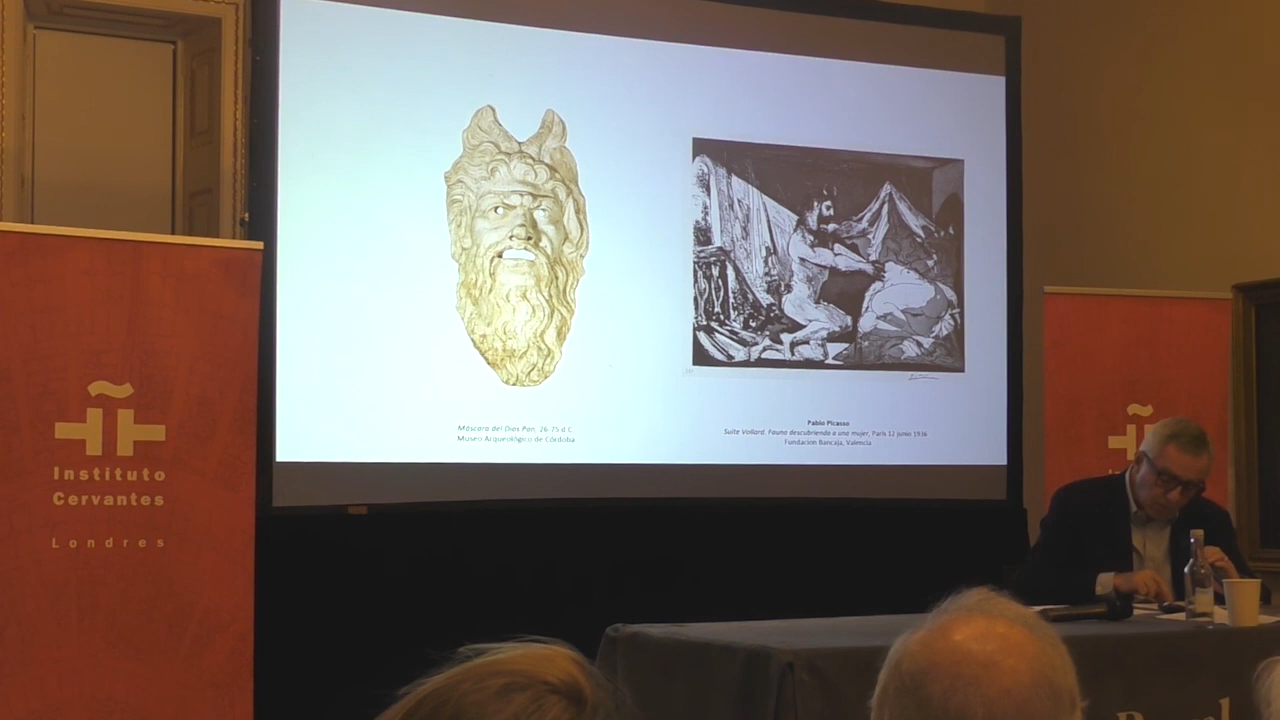 Instituto
Cervantes
Londres
Máscara del Dios Pan, 26-75 d.C.
Museo Arqueológico de Córdoba
Pablo Picasso
Suite Vollard. Fauno descubriendo a una mujer, París 12 junio 1936
Fundación Bancaja, Valencia